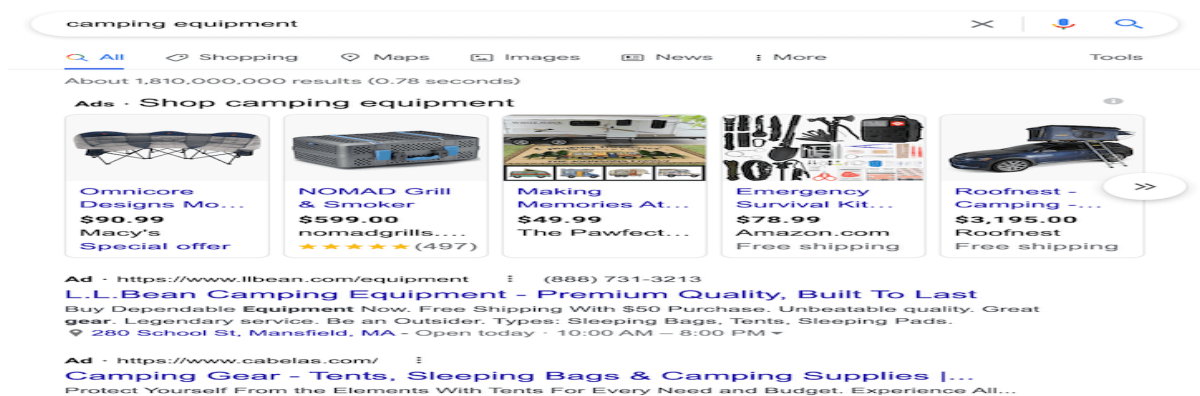 camping equipment
All Shopping Maps Images News More Tools
About 1,810,000,000 results (0.78 seconds)
Ads · Shop camping equipment
Omnicore
Designs Mo...
$90.99
Macy's
Special offer
NOMAD Grill
& Smoker
$599.00
nomadgrills....
(497)
Making
Memories At...
$49.99
The Pawfect...
Emergency
Survival Kit...
$78.99
Amazon.com
Free shipping
Roofnest -
Camping -...
$3,195.00
Roofnest
Free shipping
Ad · https://www.llbean.com/equipment (888) 731-3213
L.L.Bean Camping Equipment - Premium Quality, Built To Last
Buy Dependable Equipment Now. Free Shipping With $50 Purchase. Unbeatable quality. Great
gear. Legendary service. Be an Outsider. Types: Sleeping Bags, Tents, Sleeping Pads.
280 School St, Mansfield, MA - Open today · 10:00 AM – 8:00 PM
Ad · https://www.cabelas.com/
Camping Gear - Tents, Sleeping Bags & Camping Supplies |...
Protect Yourself From the Elements With Tents For Every Need and Budget. Experience All...